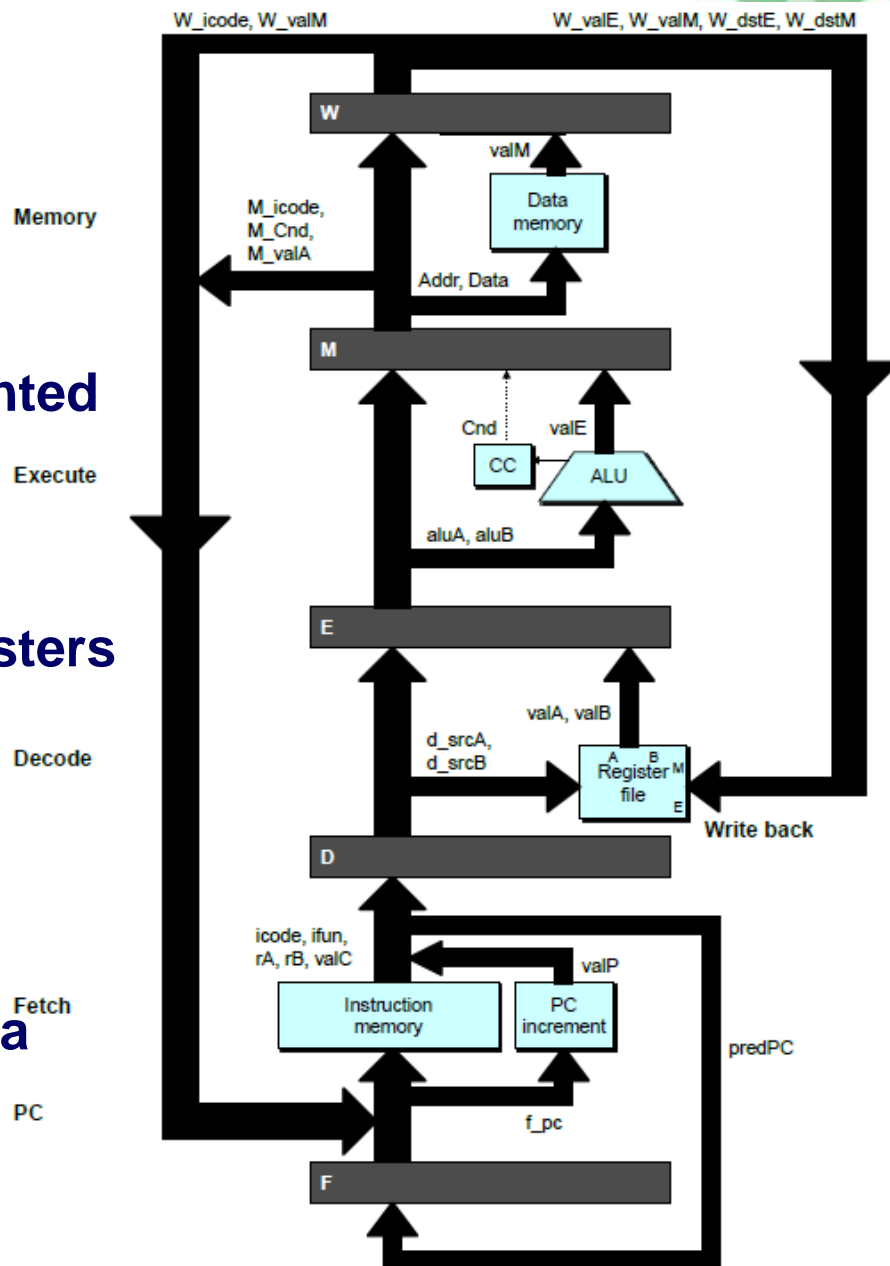 W_icode, W_valM
W_valE, W_valM, W_dstE, W_dstM
W
valM
Memory
Data
memory
M_icode,
M_Cnd,
M_valA
Addr, Data
M
nted
Cnd
valE
Execute
CC
ALU
aluA, aluB
E
sters
valA, valB
Decode
d_srcA,
d_srcB
A
B
Register
file
M
E
Write back
D
icode, ifun,
rA, rB, valC
valP
Fetch
Instruction
memory
PC
increment
a
predPC
PC
f_pc
F